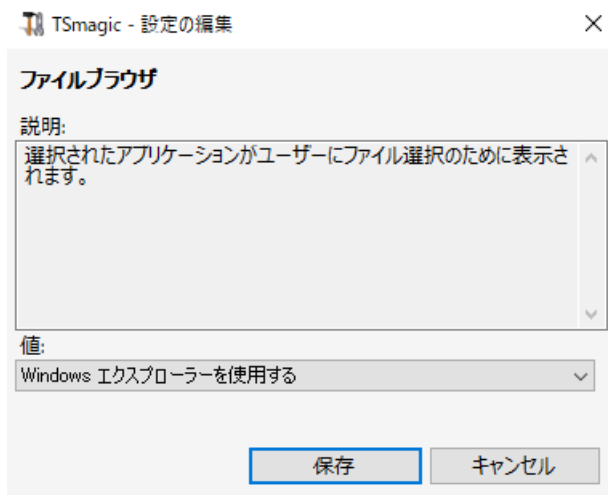 TSmagic - 設定の編集
ファイルブラウザ
説明:
選択されたアプリケーションがユーザーにファイル選択のために表示さ
れます。
値:
Windows エクスプローラーを使用する
保存
キャンセル